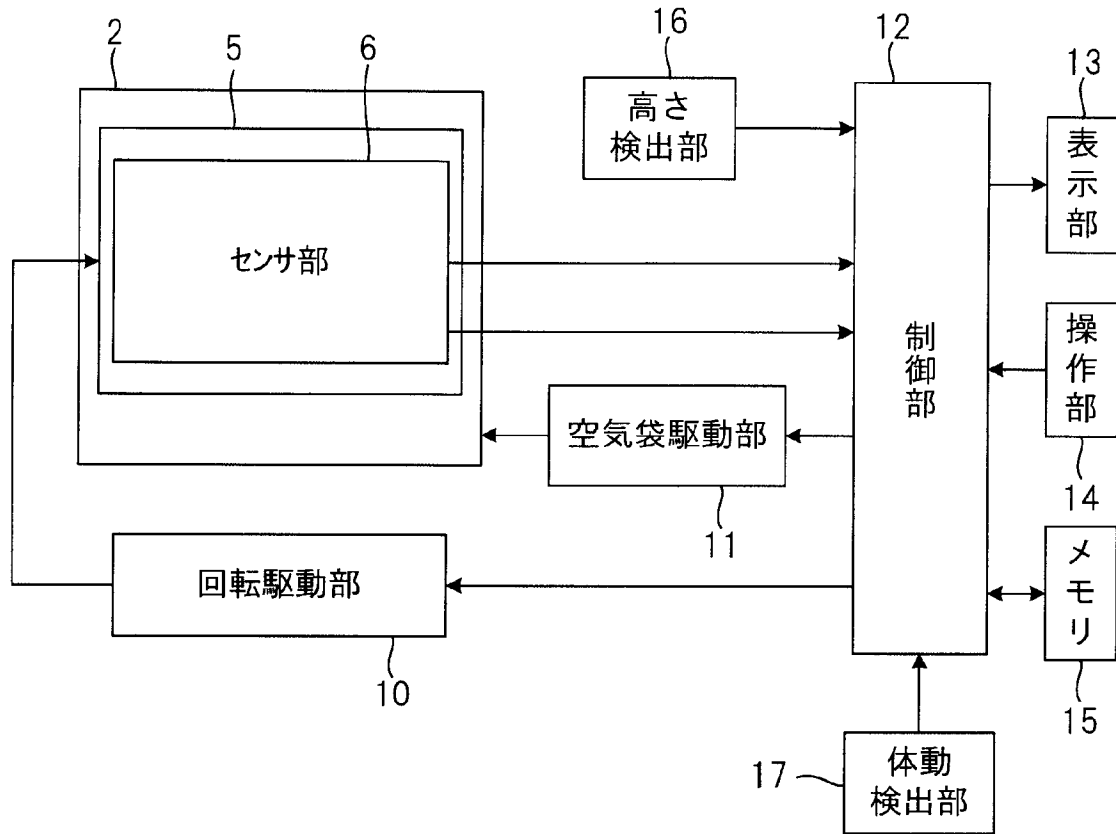 2
5
6
16
12
13
高さ
検出部
表示部
センサ部
制御部
操作部
14
空気袋駆動部
11
回転駆動部
10
メモリ
15
体動
検出部
17